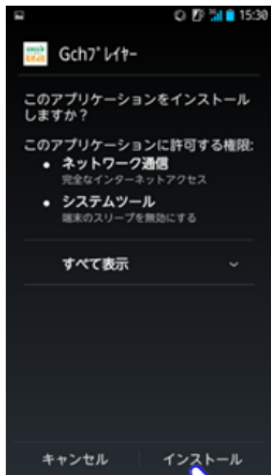 15:30
Gchプレイヤー
このアプリケーションをインストール
しますか？
このアプリケーションに許可する権限:
• ネットワーク通信
完全なインターネットアクセス
• システムツール
端末のスリープを無効にする
すべて表示
キャンセル インストール